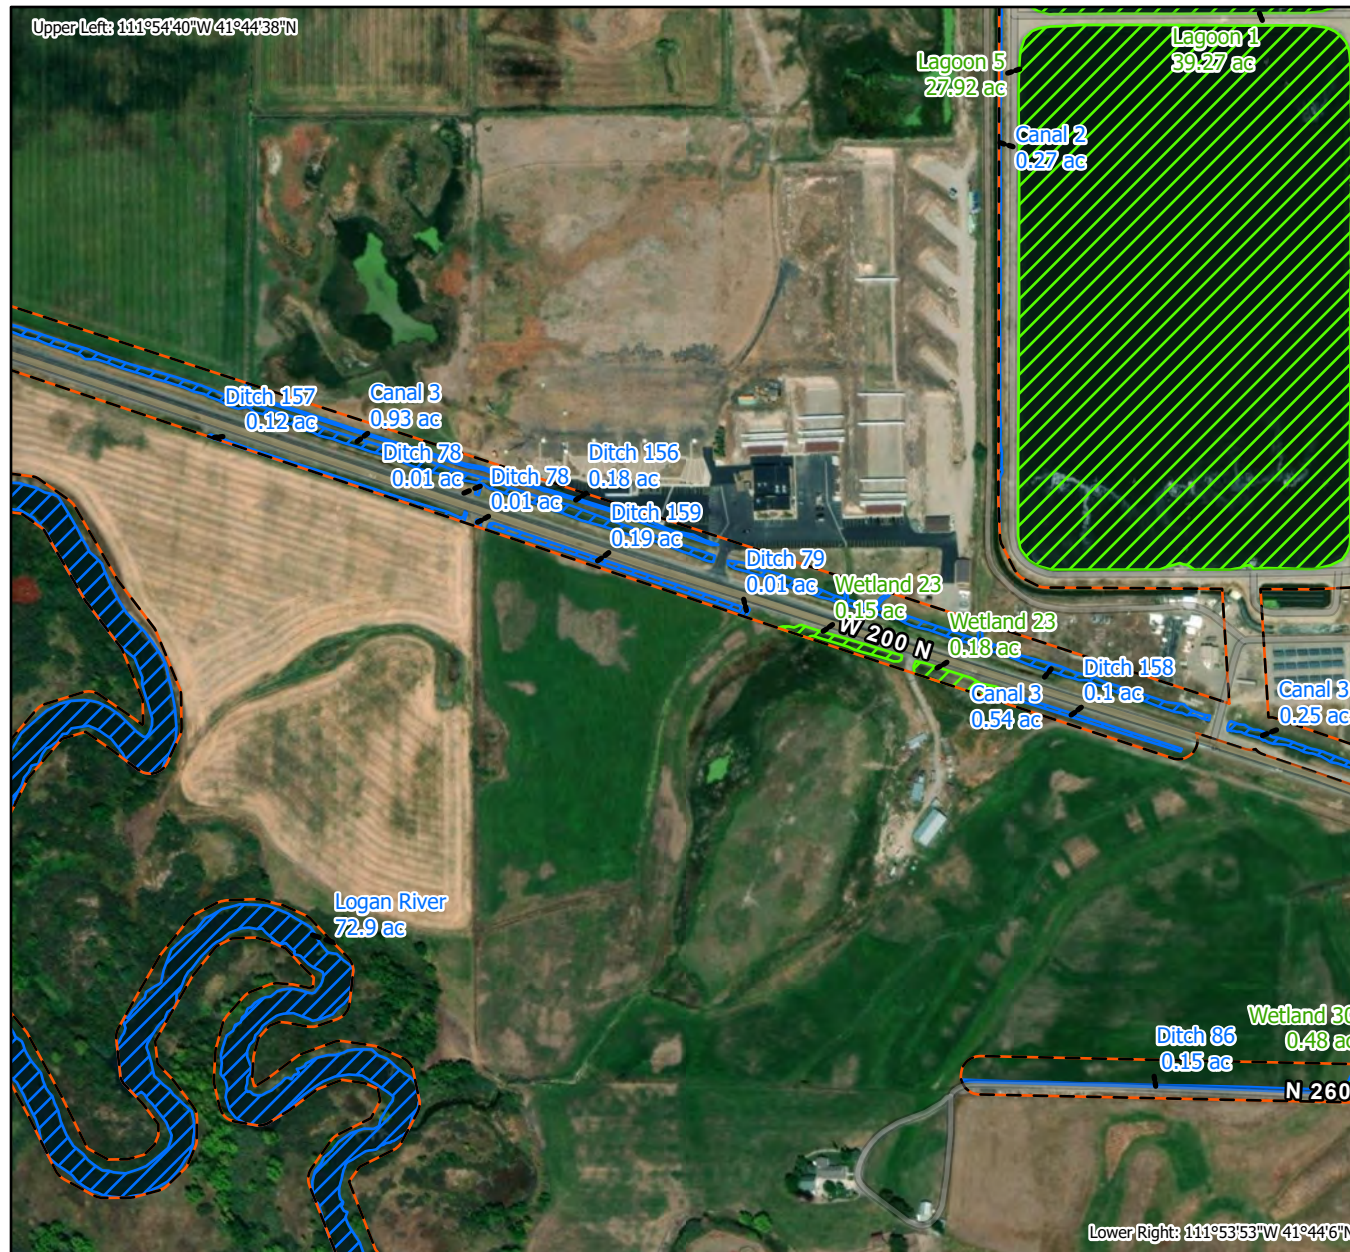 Upper Left: 111°54'40"W 41°44'38"N
Lagoon 1
39.27 ac
Lagoon 5
27.92 ac
Canal 2
0.27 ac
Ditch 157
0.12 ac
Canal 3
0.93 ac
Ditch 78
0.01 ac
Ditch 78
0.01 ac
Ditch 156
0.18 ac
Ditch 159
0.19 ac
Ditch 79
0.01 ac
Wetland 23
0.15 ac
W 200 N
Wetland 23
0.18 ac
Ditch 158
0.1 ac
Canal 3
0.54 ac
Canal 3
0.25 ac
Logan River
72.9 ac
Wetland 30
0.48 ac
Ditch 86
0.15 ac
N 260
Lower Right: 111°53'53"W 41°44'6"N